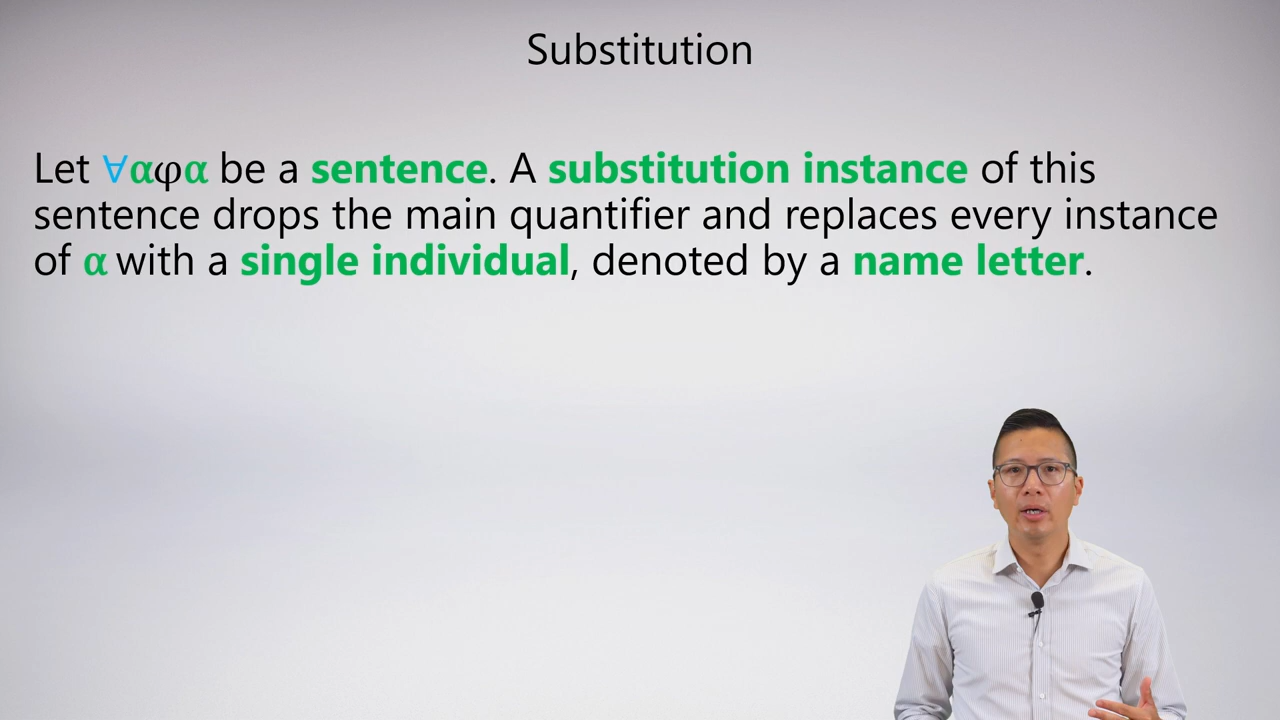 Substitution
Let ∀αφα be a sentence. A substitution instance of this
sentence drops the main quantifier and replaces every instance
of α with a single individual, denoted by a name letter.